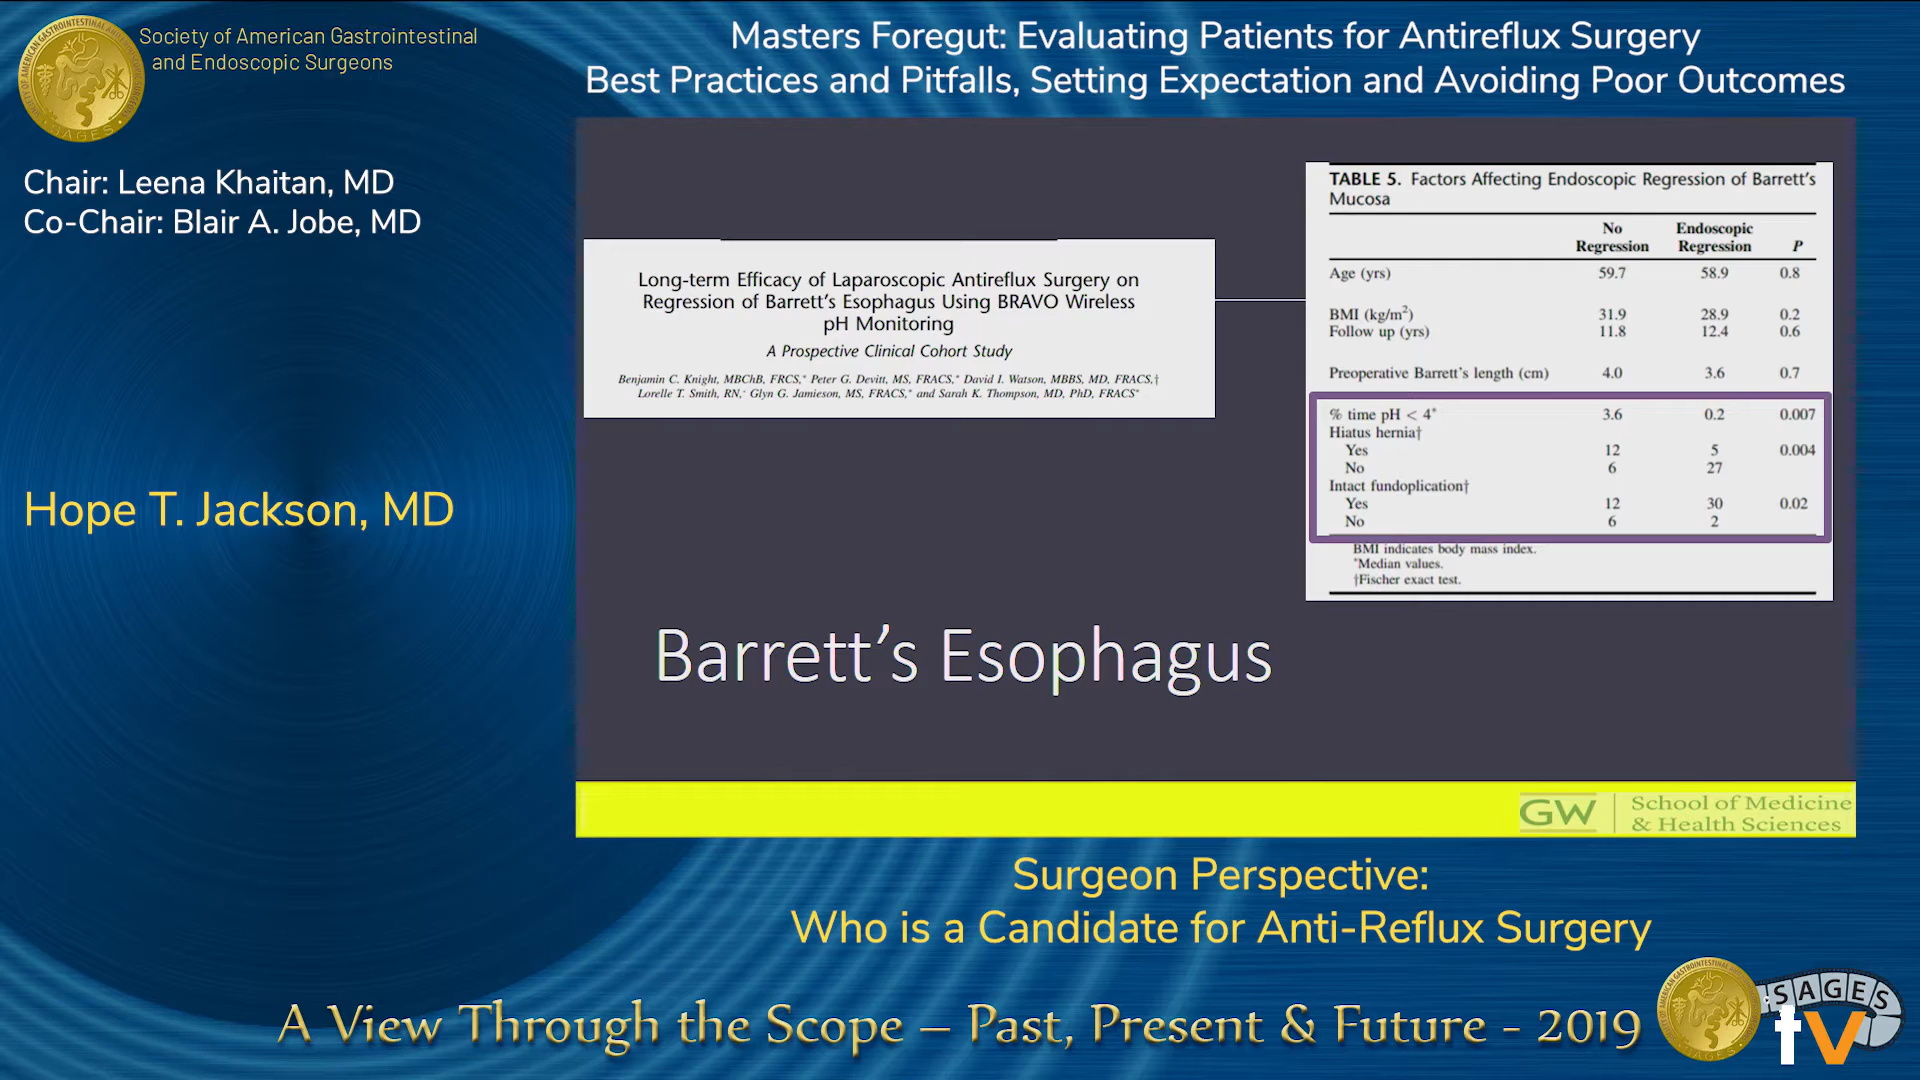 Society of American Gastrointestinal
and Endoscopic Surgeons
Masters Foregut: Evaluating Patients for Antireflux Surgery
Best Practices and Pitfalls, Setting Expectation and Avoiding Poor Outcomes
Chair: Leena Khaitan, MD
Co-Chair: Blair A. Jobe, MD
Hope T. Jackson, MD
Long-term Efficacy of Laparoscopic Antireflux Surgery on
Regression of Barrett's Esophagus Using BRAVO Wireless
pH Monitoring
A Prospective Clinical Cohort Study
Benjamin C. Knight, MBChB, FRCS,* Peter G. Devitt, MS, FRACS,* David I. Watson, MBBS, MD, FRACS,†
Lorelle T. Smith, RN,* Glyn G. Jamieson, MS, FRACS,* and Sarah K. Thompson, MD, PhD, FRACS*
TABLE 5. Factors Affecting Endoscopic Regression of Barrett's
Mucosa
No Endoscopic
Regression Regression P
Age (yrs) 59.7 58.9 0.8
BMI (kg/m²) 31.9 28.9 0.2
Follow up (yrs) 11.8 12.4 0.6
Preoperative Barrett's length (cm) 4.0 3.6 0.7
% time pH < 4* 3.6 0.2 0.007
Hiatus hernia†
Yes 12 5 0.004
No 6 27
Intact fundoplication†
Yes 12 30 0.02
No 6 2
BMI indicates body mass index.
*Median values.
†Fischer exact test.
Barrett's Esophagus
GW School of Medicine
& Health Sciences
Surgeon Perspective:
Who is a Candidate for Anti-Reflux Surgery
A View Through the Scope – Past, Present & Future - 2019
SAGES
tv